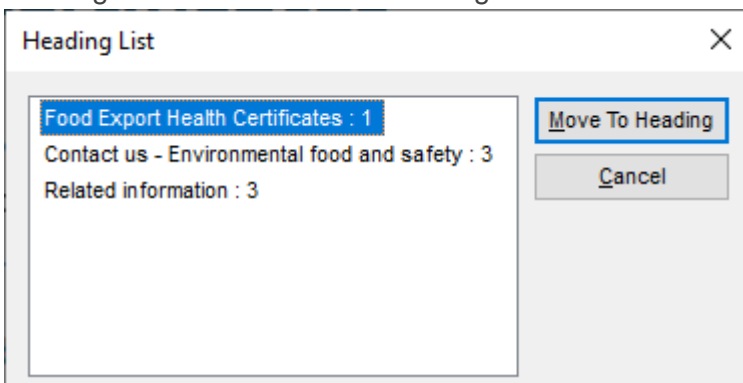 Heading List
Food Export Health Certificates : 1
Contact us - Environmental food and safety : 3
Related information : 3
Move To Heading
Cancel